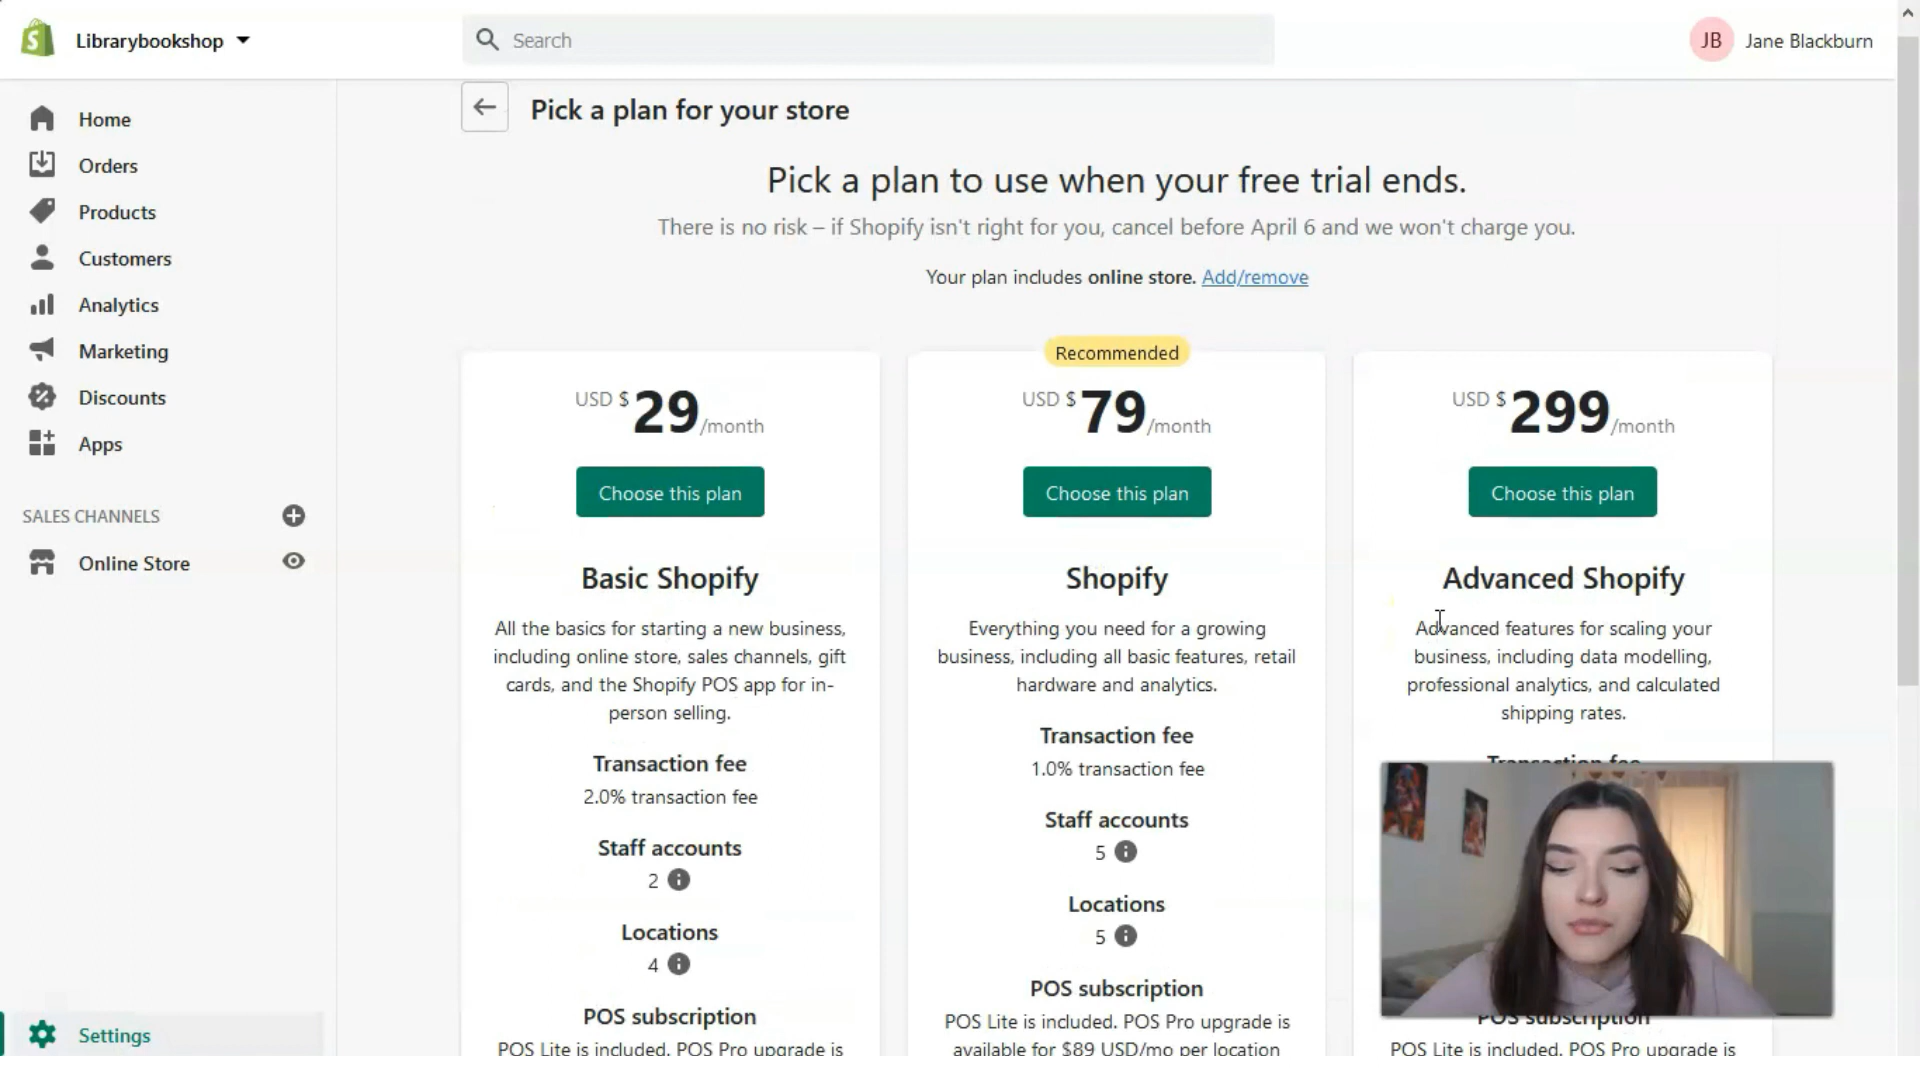 Librarybookshop
Search
JB Jane Blackburn
Home
Orders
Products
Customers
Analytics
Marketing
Discounts
Apps
SALES CHANNELS
Online Store
Settings
Pick a plan for your store
Pick a plan to use when your free trial ends.
There is no risk – if Shopify isn't right for you, cancel before April 6 and we won't charge you.
Your plan includes online store. Add/remove
USD $ 29/month
Choose this plan
Basic Shopify
All the basics for starting a new business,
including online store, sales channels, gift
cards, and the Shopify POS app for in-
person selling.
Transaction fee
2.0% transaction fee
Staff accounts
2
Locations
4
POS subscription
POS Lite is included. POS Pro upgrade is
Recommended
USD $ 79/month
Choose this plan
Shopify
Everything you need for a growing
business, including all basic features, retail
hardware and analytics.
Transaction fee
1.0% transaction fee
Staff accounts
5
Locations
5
POS subscription
POS Lite is included. POS Pro upgrade is
available for $89 USD/mo per location
USD $ 299/month
Choose this plan
Advanced Shopify
Advanced features for scaling your
business, including data modelling,
professional analytics, and calculated
shipping rates.
Transaction fee
POS subscription
POS Lite is included. POS Pro upgrade is